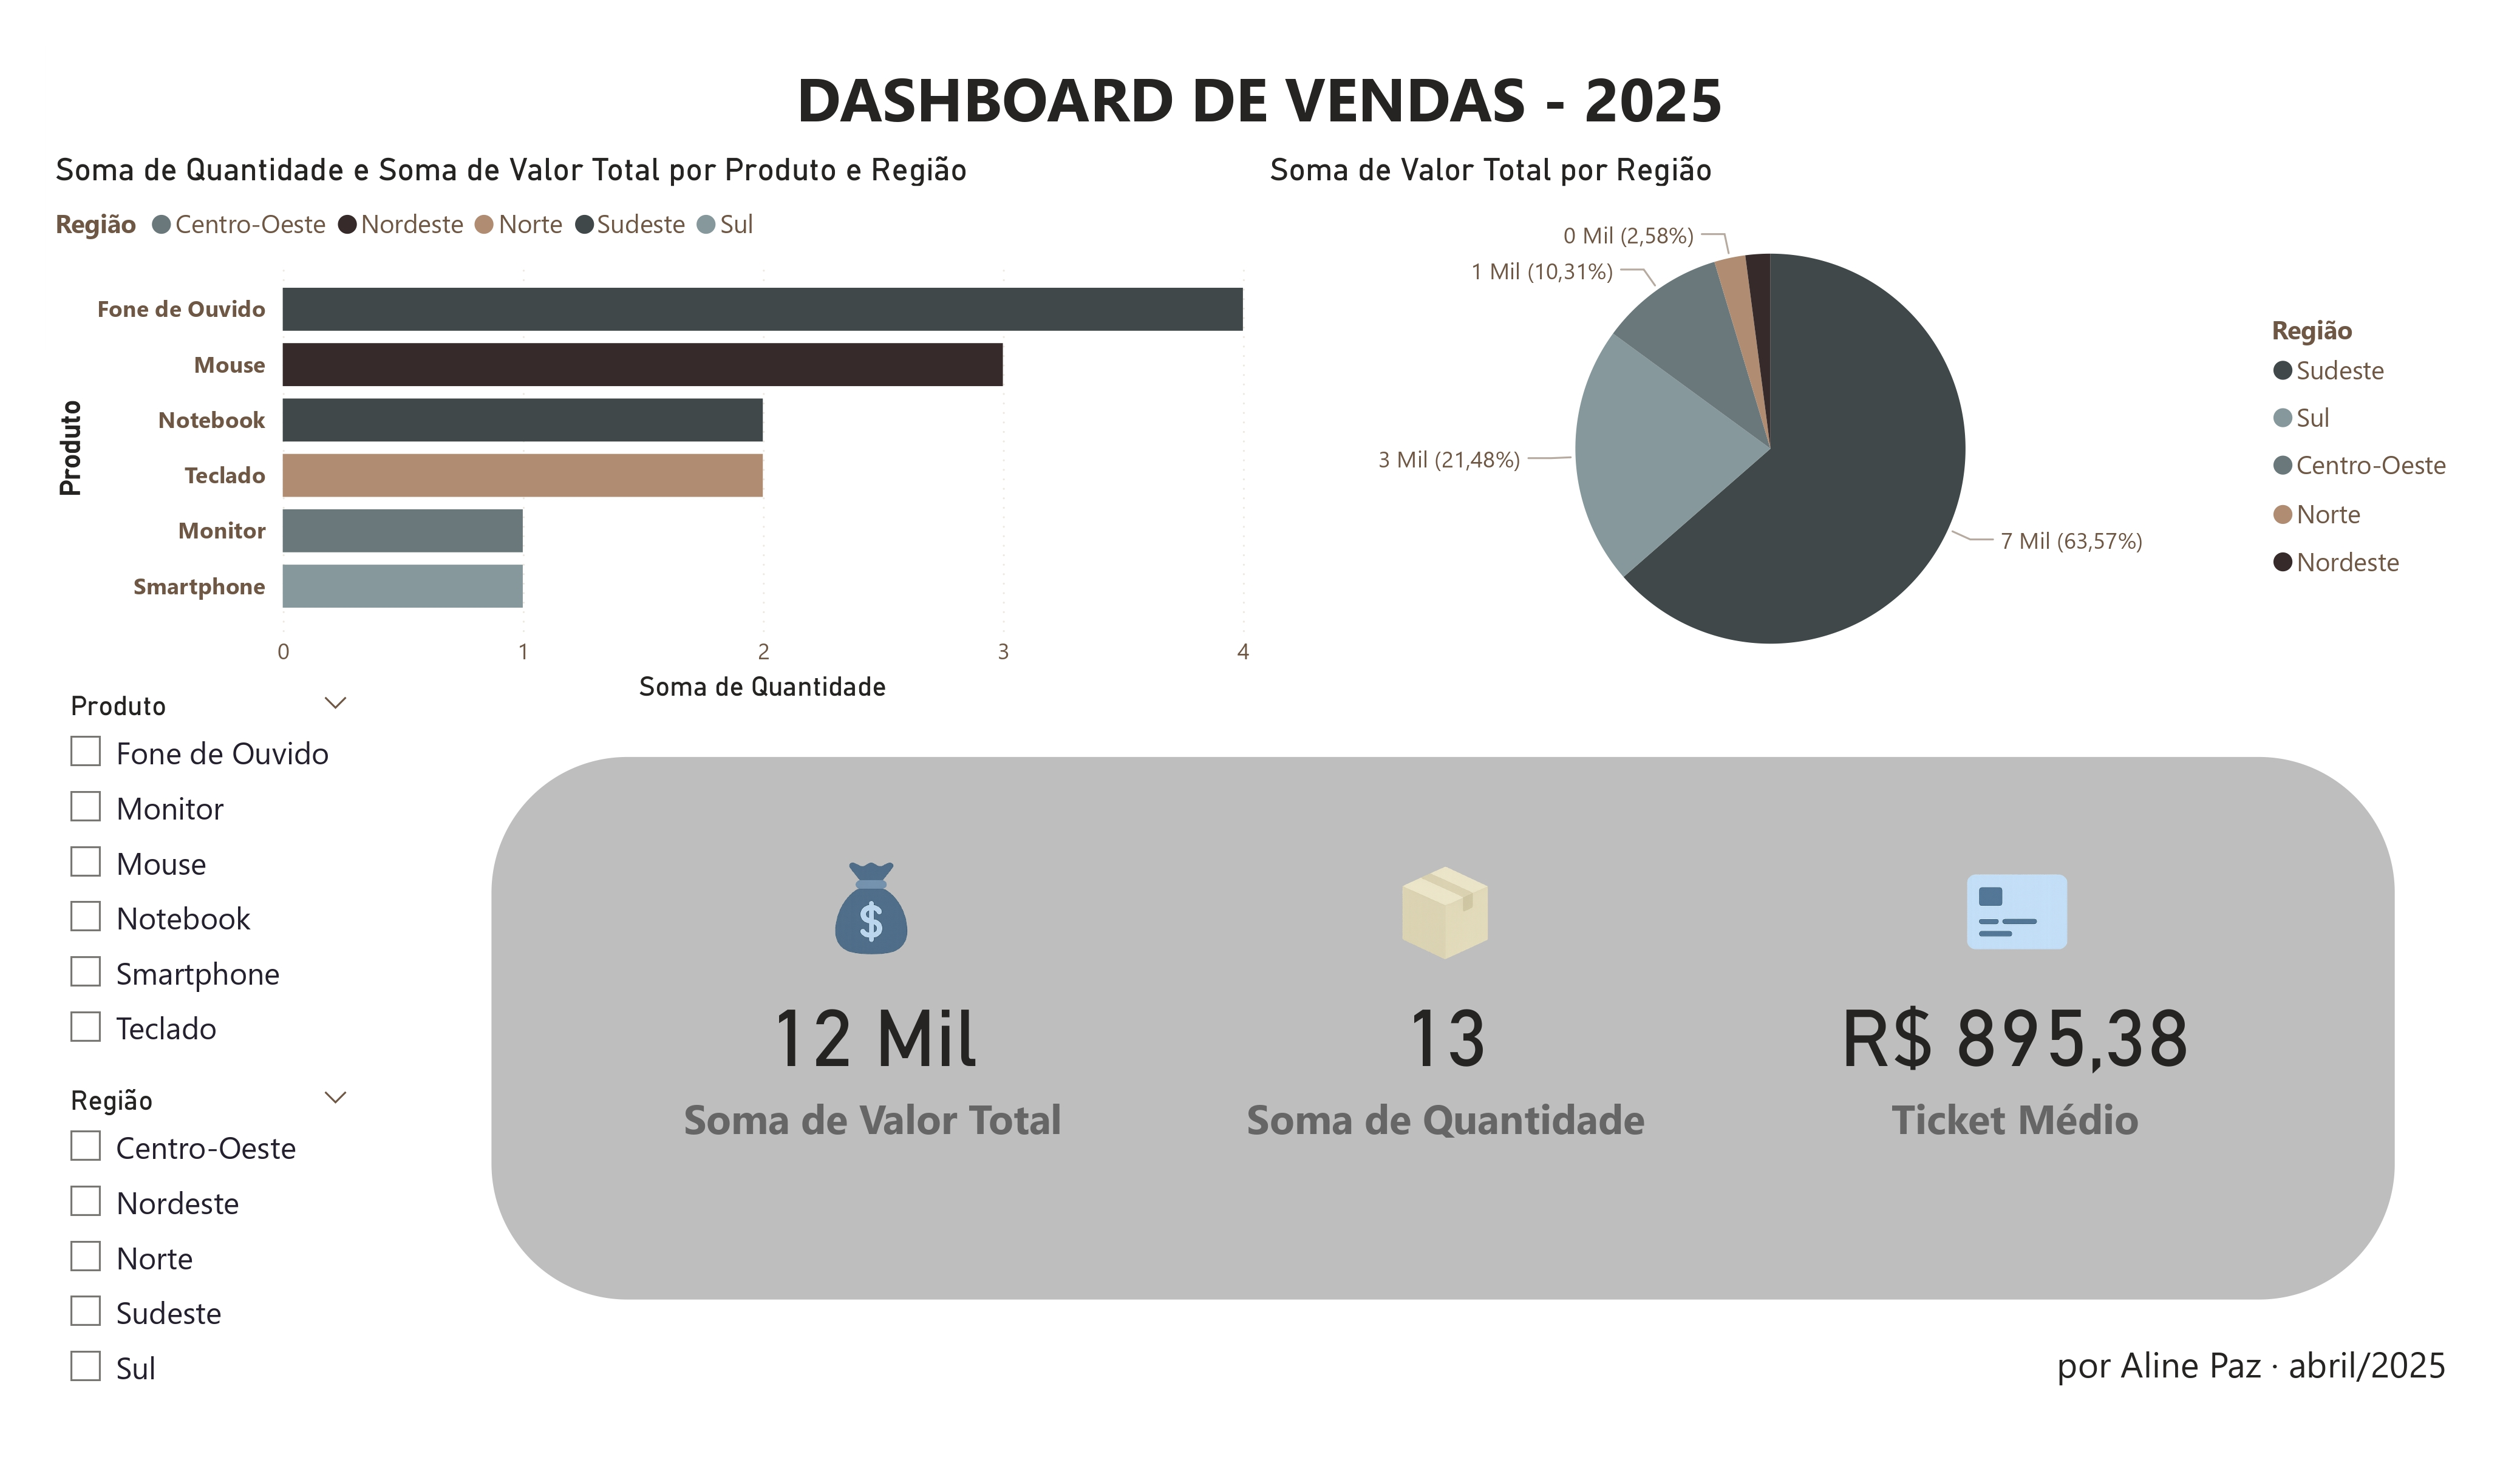 DASHBOARD DE VENDAS - 2025
Soma de Quantidade e Soma de Valor Total por Produto e Região
Região Centro-Oeste Nordeste Norte Sudeste Sul
Produto
Fone de Ouvido
Mouse
Notebook
Teclado
Monitor
Smartphone
0 1 2 3 4
Soma de Quantidade
Soma de Valor Total por Região
0 Mil (2,58%)
1 Mil (10,31%)
3 Mil (21,48%)
7 Mil (63,57%)
Região
Sudeste
Sul
Centro-Oeste
Norte
Nordeste
Produto
Fone de Ouvido
Monitor
Mouse
Notebook
Smartphone
Teclado
Região
Centro-Oeste
Nordeste
Norte
Sudeste
Sul
$
12 Mil
Soma de Valor Total
13
Soma de Quantidade
R$ 895,38
Ticket Médio
por Aline Paz · abril/2025